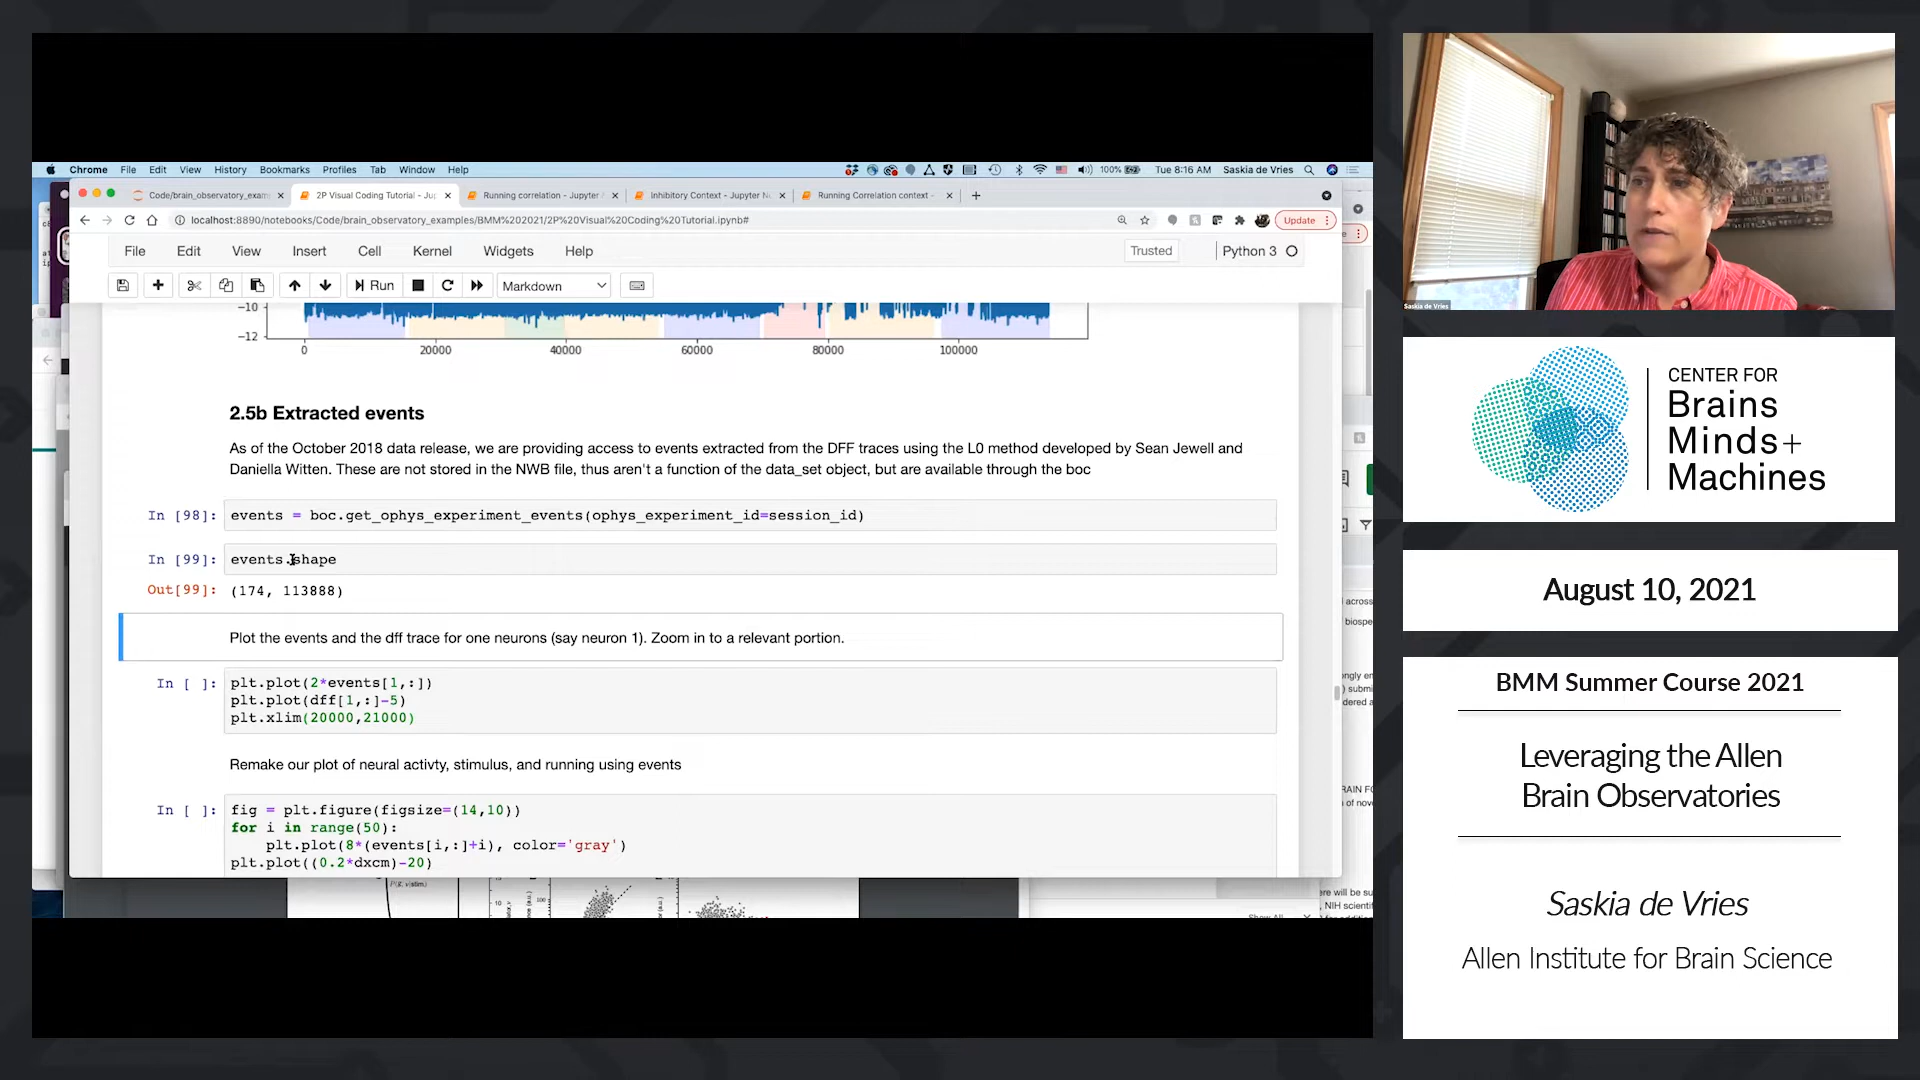 Chrome File Edit View History Bookmarks Profiles Tab Window Help
100% Tue 8:16 AM Saskia de Vries
Code/brain_observatory_exam
2P Visual Coding Tutorial - Jup
Running correlation - Jupyter
Inhibitory Context - Jupyter N
Running Correlation context -
localhost:8890/notebooks/Code/brain_observatory_examples/BMM%202021/2P%20Visual%20Coding%20Tutorial.ipynb#
Update
File Edit View Insert Cell Kernel Widgets Help
Trusted
Python 3
Run
Markdown
−10
−12
0 20000 40000 60000 80000 100000
2.5b Extracted events
As of the October 2018 data release, we are providing access to events extracted from the DFF traces using the L0 method developed by Sean Jewell and
Daniella Witten. These are not stored in the NWB file, thus aren't a function of the data_set object, but are available through the boc
In [98]: events = boc.get_ophys_experiment_events(ophys_experiment_id=session_id)
In [99]: events.shape
Out[99]: (174, 113888)
Plot the events and the dff trace for one neurons (say neuron 1). Zoom in to a relevant portion.
In [ ]: plt.plot(2*events[1,:])
plt.plot(dff[1,:]-5)
plt.xlim(20000,21000)
Remake our plot of neural activty, stimulus, and running using events
In [ ]: fig = plt.figure(figsize=(14,10))
for i in range(50):
plt.plot(8*(events[i,:]+i), color='gray')
plt.plot((0.2*dxcm)-20)
Saskia de Vries
CENTER FOR
Brains
Minds+
Machines
August 10, 2021
BMM Summer Course 2021
Leveraging the Allen
Brain Observatories
Saskia de Vries
Allen Institute for Brain Science